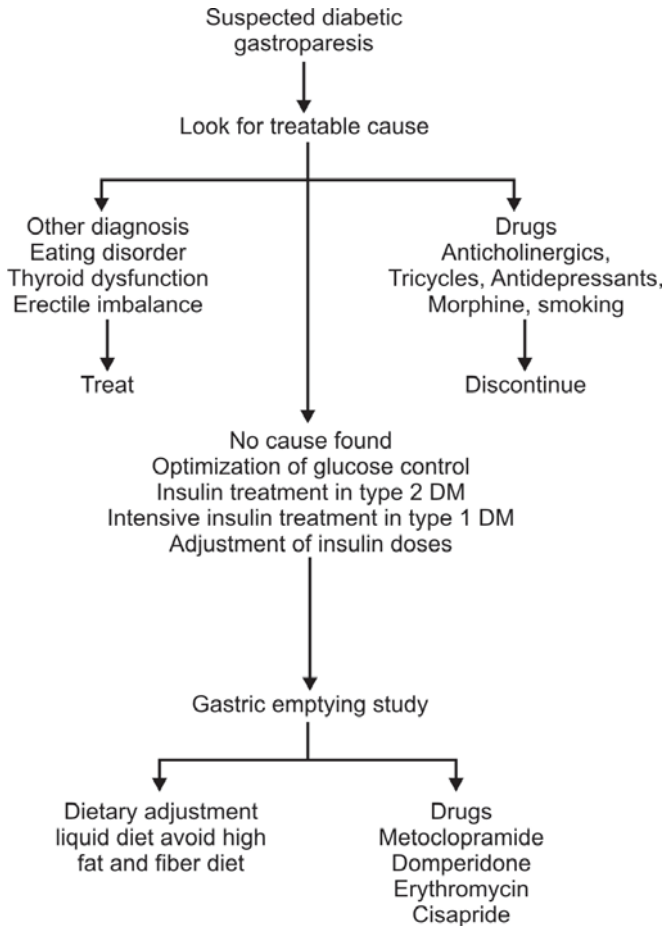 Suspected diabetic
gastroparesis
Look for treatable cause
Other diagnosis
Eating disorder
Thyroid dysfunction
Erectile imbalance
Treat
Drugs
Anticholinergics,
Tricycles, Antidepressants,
Morphine, smoking
Discontinue
No cause found
Optimization of glucose control
Insulin treatment in type 2 DM
Intensive insulin treatment in type 1 DM
Adjustment of insulin doses
Gastric emptying study
Dietary adjustment
liquid diet avoid high
fat and fiber diet
Drugs
Metoclopramide
Domperidone
Erythromycin
Cisapride